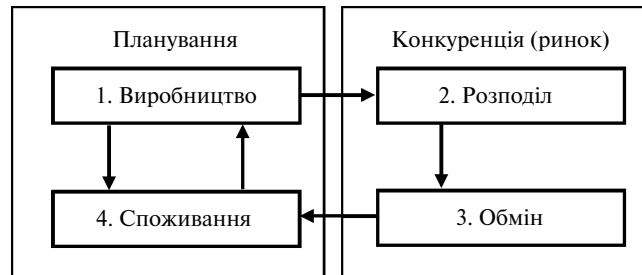 Планування
Конкуренція (ринок)
1. Виробництво
2. Розподіл
4. Споживання
3. Обмін